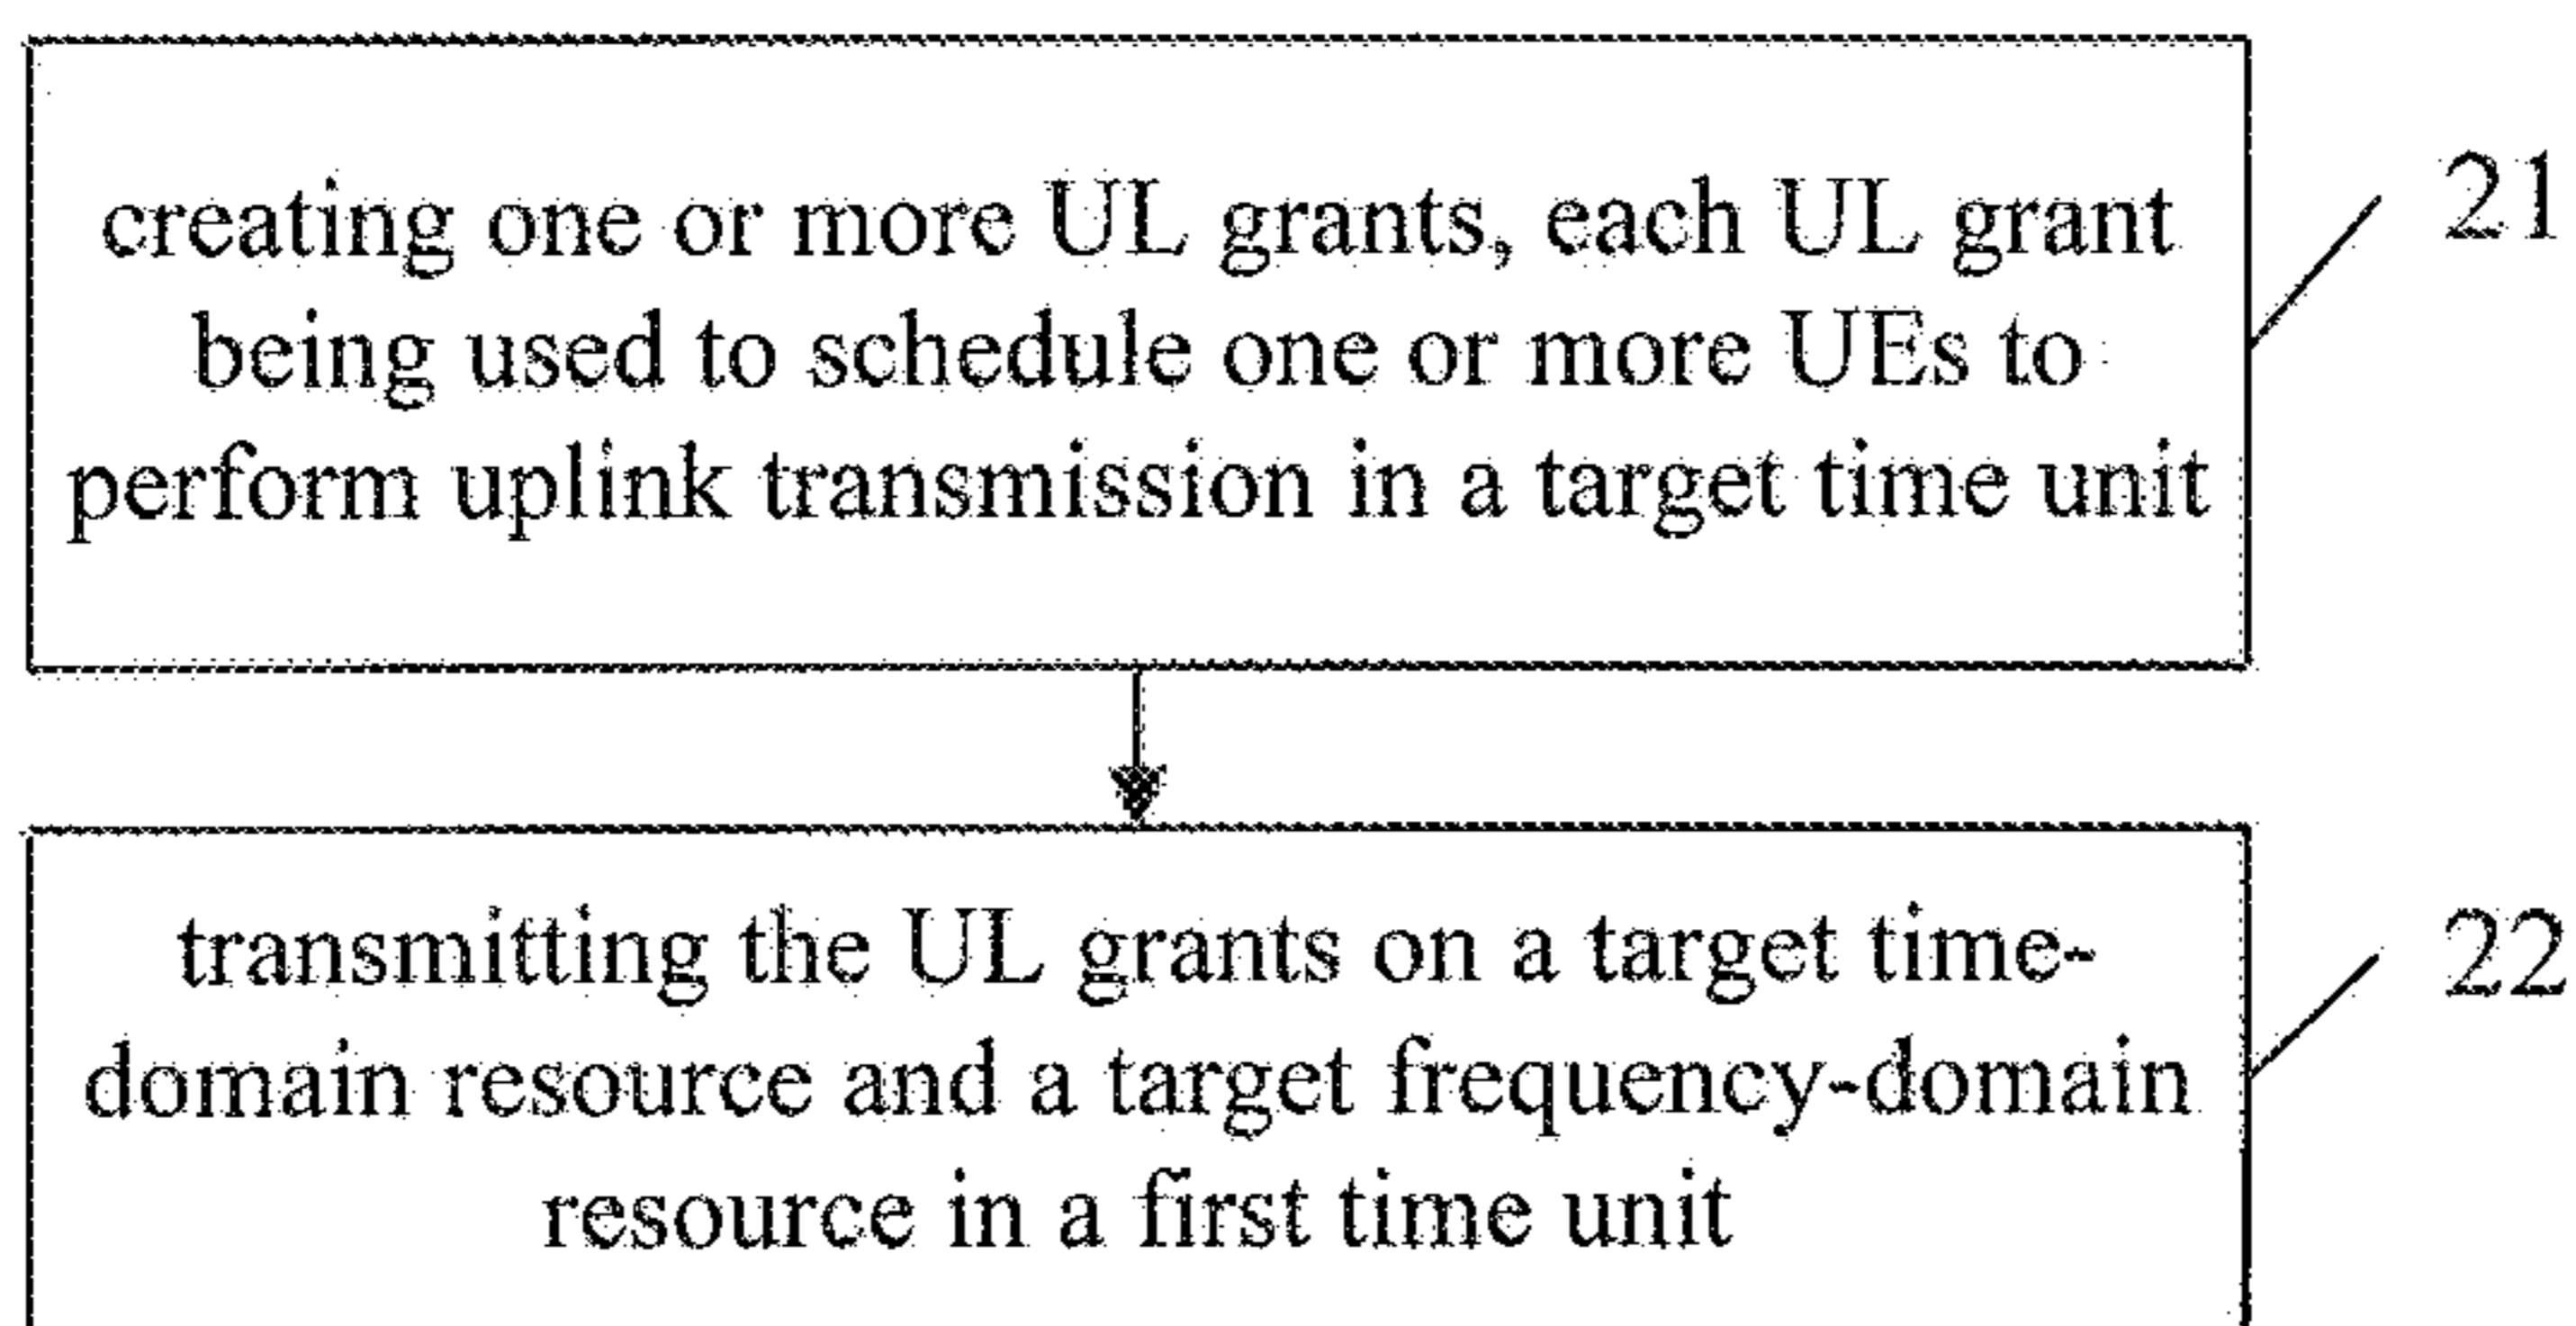 creating one or more UL grants, each UL grant
being used to schedule one or more UEs to
perform uplink transmission in a target time unit
21
transmitting the UL grants on a target time-
domain resource and a target frequency-domain
resource in a first time unit
22